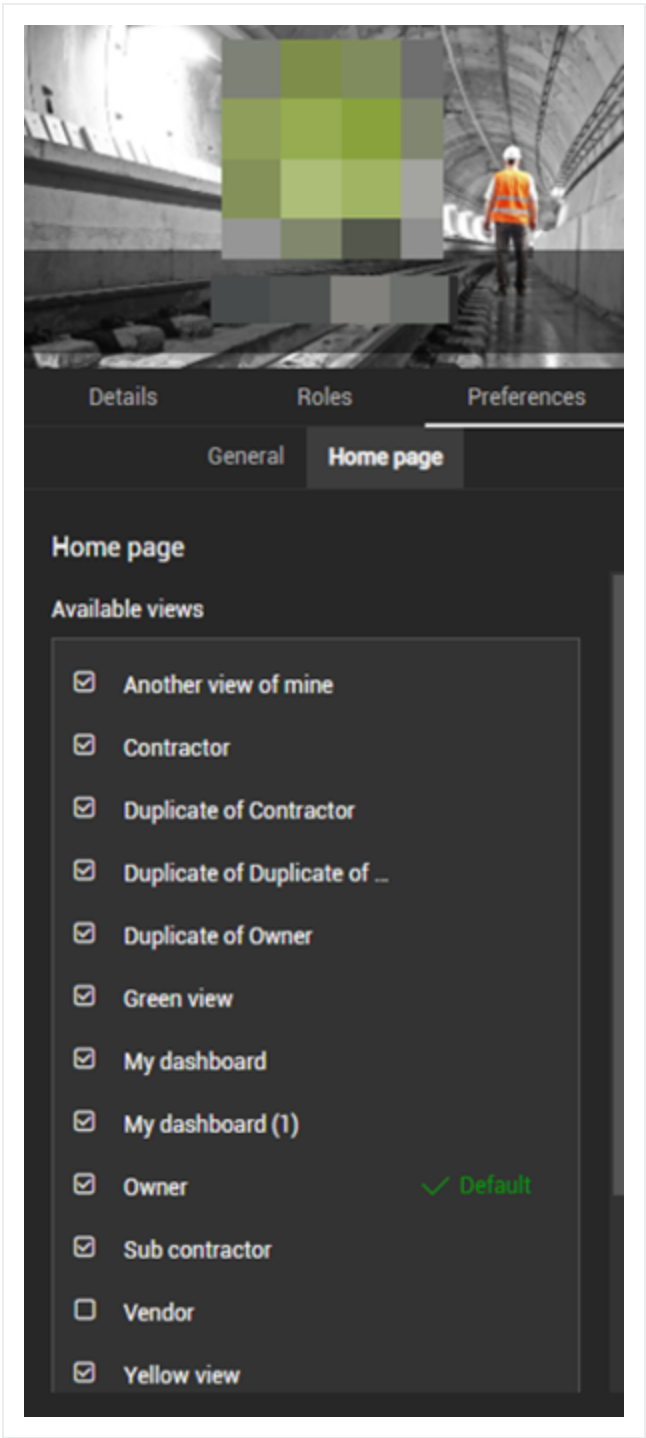 Details Roles Preferences
General Home page
Home page
Available views
Another view of mine
Contractor
Duplicate of Contractor
Duplicate of Duplicate of ...
Duplicate of Owner
Green view
My dashboard
My dashboard (1)
Owner Default
Sub contractor
Vendor
Yellow view